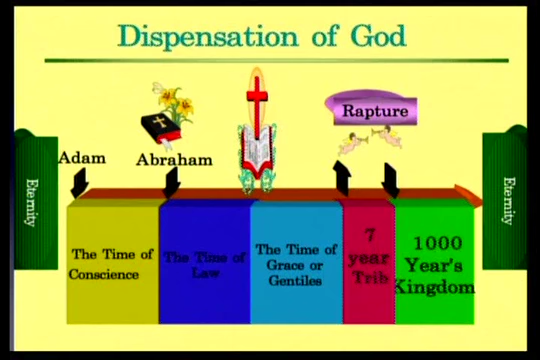 Dispensation of God
Rapture
Adam
Abraham
Eternity
Eternity
The Time of
Conscience
The Time of
Law
The Time of
Grace or
Gentiles
7
year
Trib
1000
Year's
Kingdom